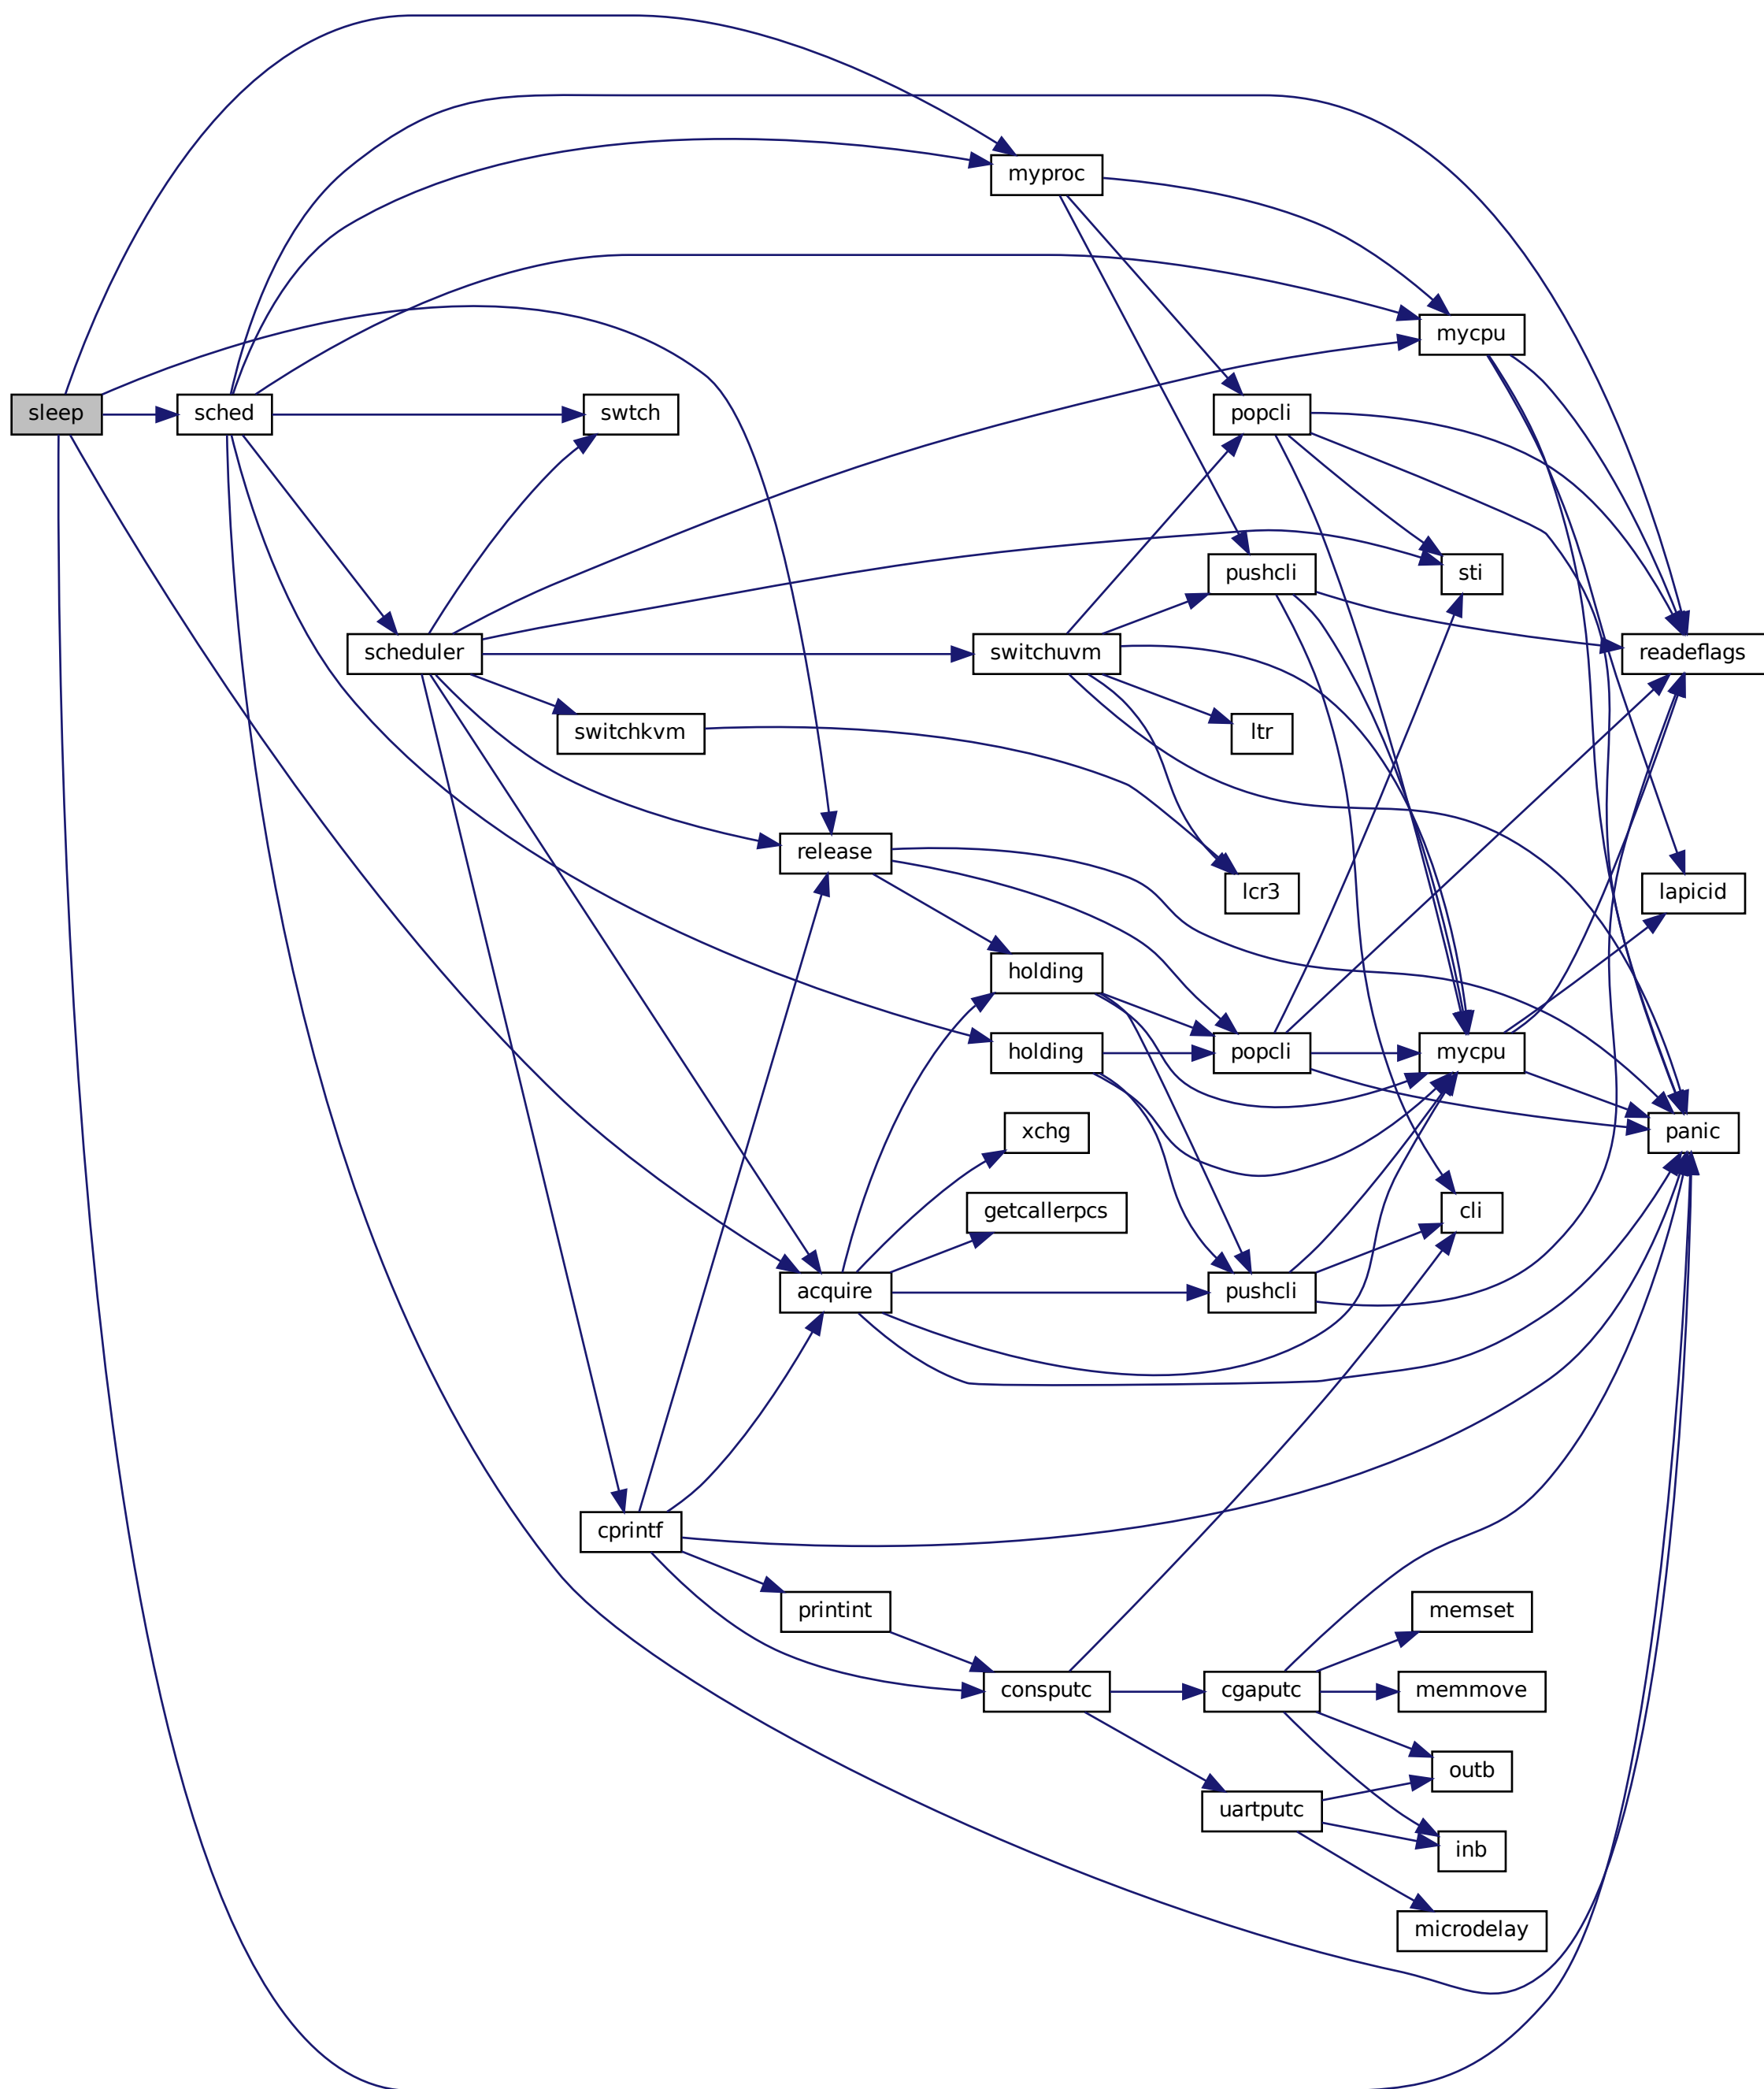 myproc
mycpu
sleep
sched
swtch
popcli
pushcli
sti
scheduler
switchuvm
readeflags
switchkvm
ltr
release
lcr3
lapicid
holding
holding
popcli
mycpu
xchg
panic
getcallerpcs
cli
acquire
pushcli
cprintf
printint
memset
consputc
cgaputc
memmove
outb
uartputc
inb
microdelay